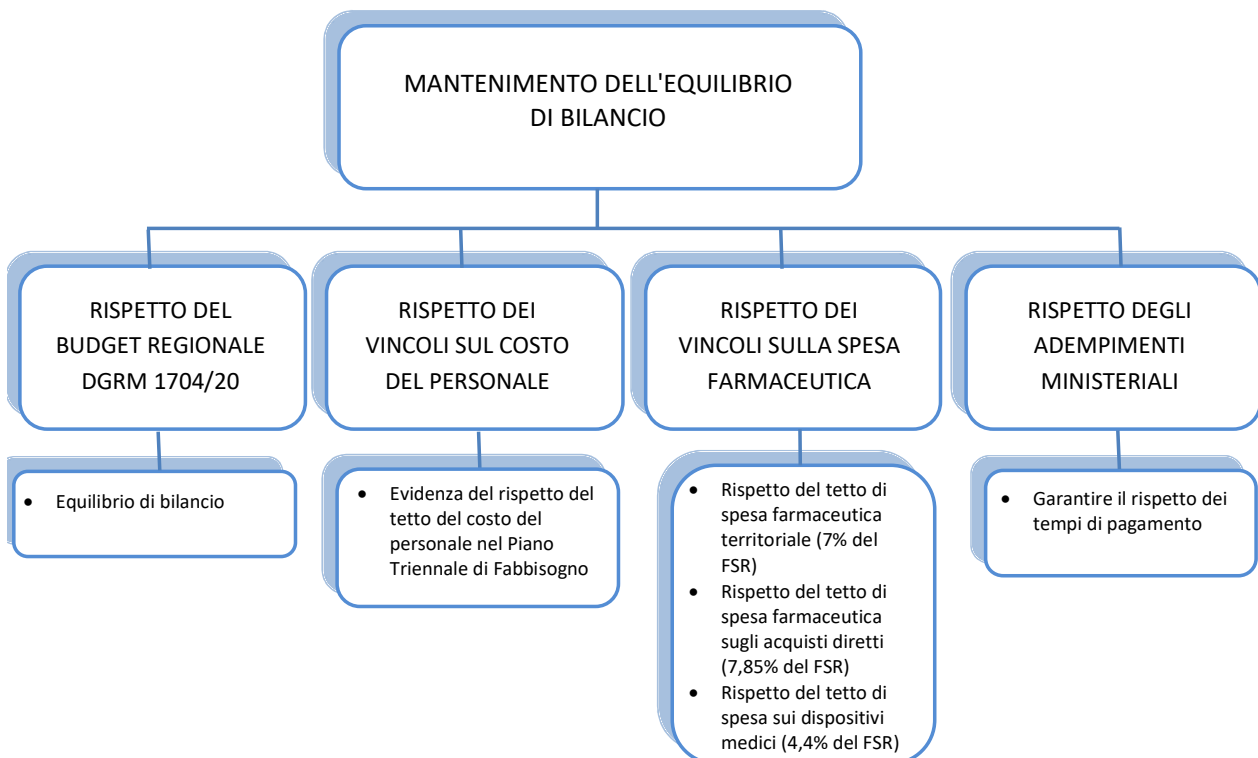 MANTENIMENTO DELL'EQUILIBRIO
DI BILANCIO
RISPETTO DEL
BUDGET REGIONALE
DGRM 1704/20
RISPETTO DEI
VINCOLI SUL COSTO
DEL PERSONALE
RISPETTO DEI
VINCOLI SULLA SPESA
FARMACEUTICA
RISPETTO DEGLI
ADEMPIMENTI
MINISTERIALI
• Equilibrio di bilancio
• Evidenza del rispetto del
tetto del costo del
personale nel Piano
Triennale di Fabbisogno
• Rispetto del tetto di
spesa farmaceutica
territoriale (7% del
FSR)
• Rispetto del tetto di
spesa farmaceutica
sugli acquisti diretti
(7,85% del FSR)
• Rispetto del tetto di
spesa sui dispositivi
medici (4,4% del FSR)
• Garantire il rispetto dei
tempi di pagamento